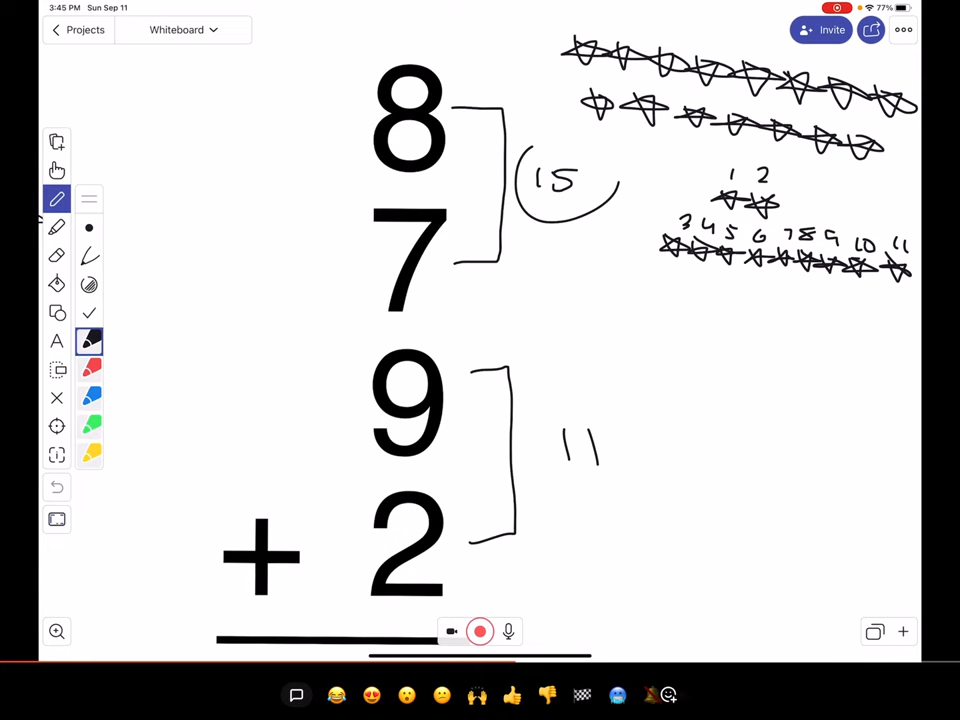 3:45 PM Sun Sep 11
77%
Projects
Whiteboard
Invite
8
7
15
1 2
3 4 5 6 7 8 9 10 11
9
11
+ 2
A